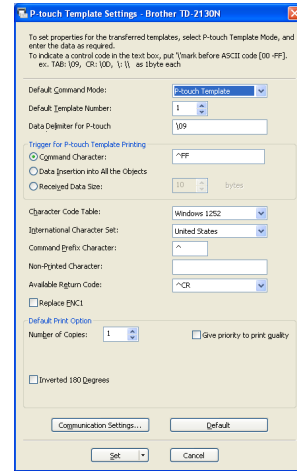 P-touch Template Settings - Brother TD-2130N
To set properties for the transferred templates, select P-touch Template Mode, and
enter the data as required.
To indicate a control code in the text box, put '\'mark before ASCII code [00 -FF].
ex. TAB: \09, CR: \0D, \: \\ as 1byte each
Default Command Mode: P-touch Template
Default Template Number: 1
Data Delimiter for P-touch \09
Trigger for P-touch Template Printing
Command Character: ^FF
Data Insertion into All the Objects
Received Data Size: 10 bytes
Character Code Table: Windows 1252
International Character Set: United States
Command Prefix Character: ^
Non-Printed Character:
Available Return Code: ^CR
Replace FNC1
Default Print Option
Number of Copies: 1 Give priority to print quality
Inverted 180 Degrees
Communication Settings... Default
Set Cancel